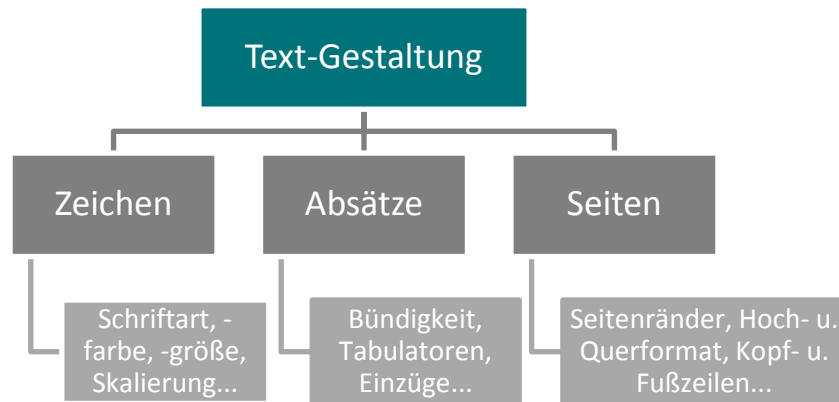 Text-Gestaltung
Zeichen
Absätze
Seiten
Schriftart, -
farbe, -größe,
Skalierung...
Bündigkeit,
Tabulatoren,
Einzüge...
Seitenränder, Hoch- u.
Querformat, Kopf- u.
Fußzeilen...